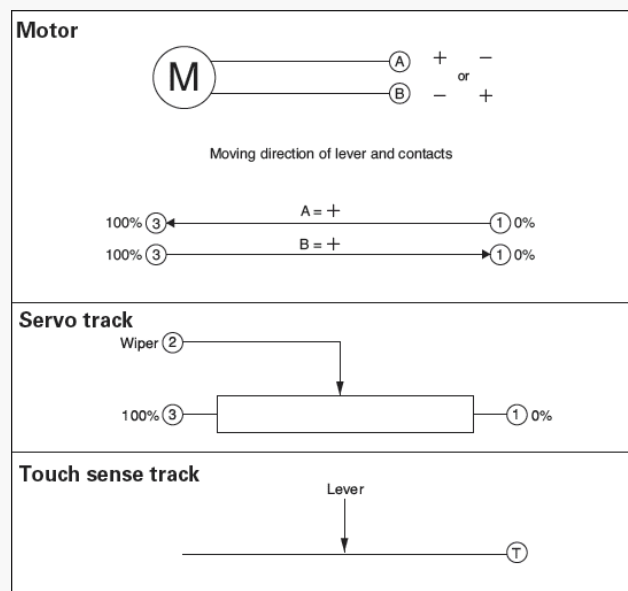 Motor
M
A + −
or
B − +
Moving direction of lever and contacts
A = +
100% 3 1 0%
B = +
100% 3 1 0%
Servo track
Wiper 2
100% 3 1 0%
Touch sense track
Lever
T